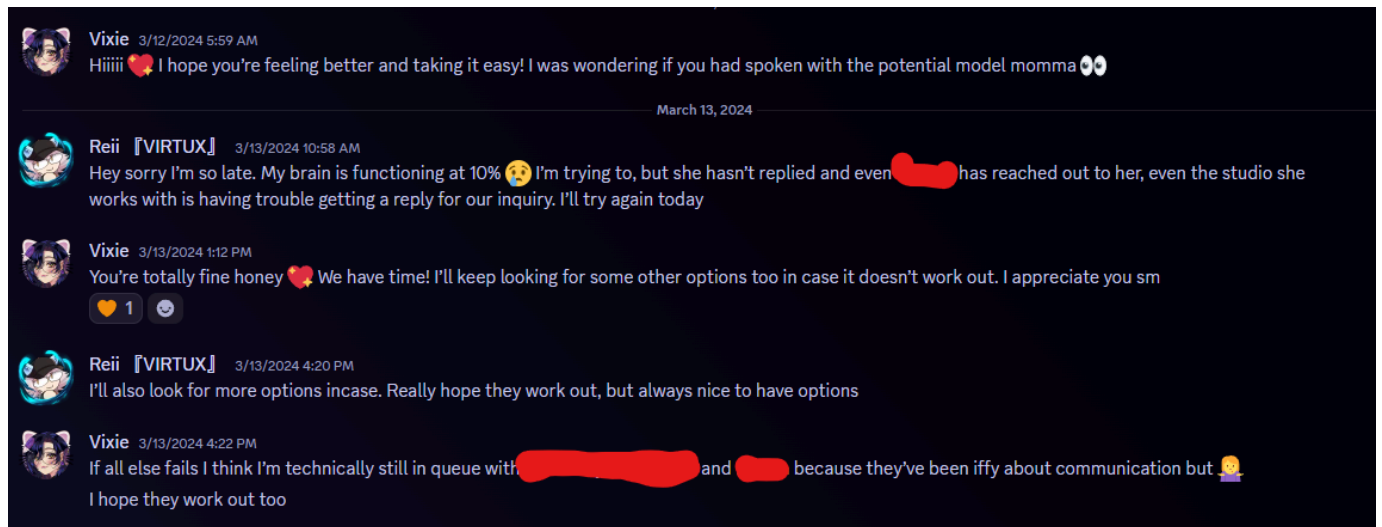 Vixie 3/12/2024 5:59 AM
Hiiiii 💖 I hope you're feeling better and taking it easy! I was wondering if you had spoken with the potential model momma 👀
March 13, 2024
Reii 『VIRTUX』 3/13/2024 10:58 AM
Hey sorry I'm so late. My brain is functioning at 10% 😢 I'm trying to, but she hasn't replied and even has reached out to her, even the studio she
works with is having trouble getting a reply for our inquiry. I'll try again today
Vixie 3/13/2024 1:12 PM
You're totally fine honey 💖 We have time! I'll keep looking for some other options too in case it doesn't work out. I appreciate you sm
🧡 1
Reii 『VIRTUX』 3/13/2024 4:20 PM
I'll also look for more options incase. Really hope they work out, but always nice to have options
Vixie 3/13/2024 4:22 PM
If all else fails I think I'm technically still in queue with and because they've been iffy about communication but 🤷‍♀️
I hope they work out too